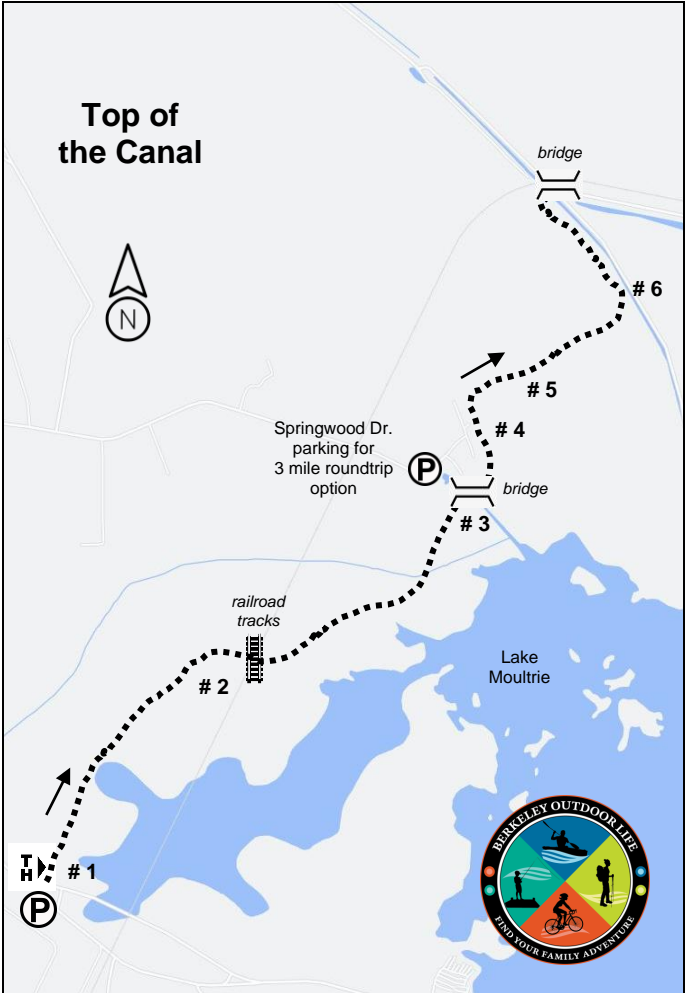 Top of
the Canal
bridge
N
# 6
# 5
Springwood Dr.
parking for
3 mile roundtrip
option
P
# 4
bridge
# 3
railroad
tracks
# 2
Lake
Moultrie
TH
# 1
P
BERKELEY OUTDOOR LIFE
FIND YOUR FAMILY ADVENTURE